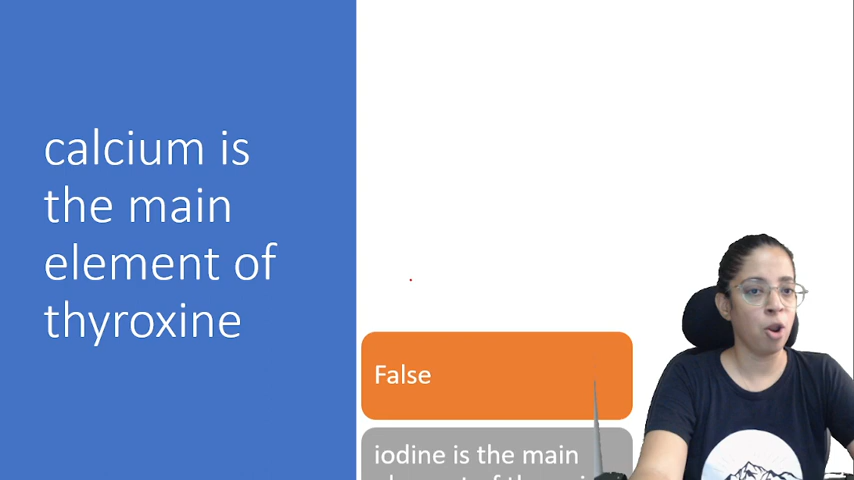 calcium is
the main
element of
thyroxine
False
iodine is the main